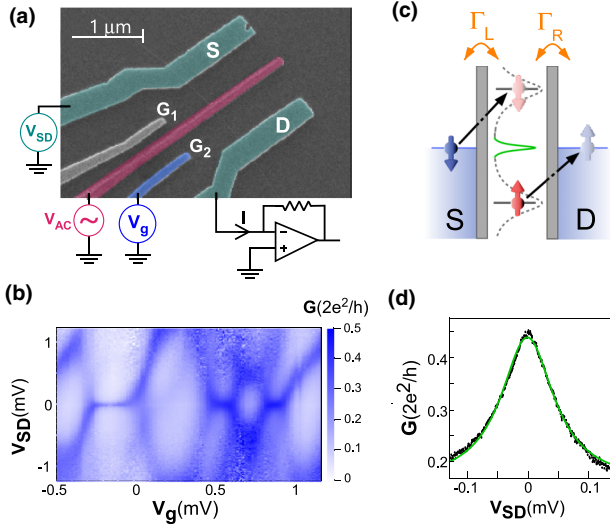 (a)
1 μm
S
D
G1
G2
VSD
VAC
~
Vg
I
−
+
(b)
G(2e²/h)
0.5
0.4
0.3
0.2
0.1
0
VSD(mV)
1
0
-1
-0.5
0
0.5
1
Vg(mV)
(c)
ΓL
ΓR
S
D
(d)
G(2e²/h)
0.4
0.3
0.2
-0.1
0
0.1
VSD(mV)